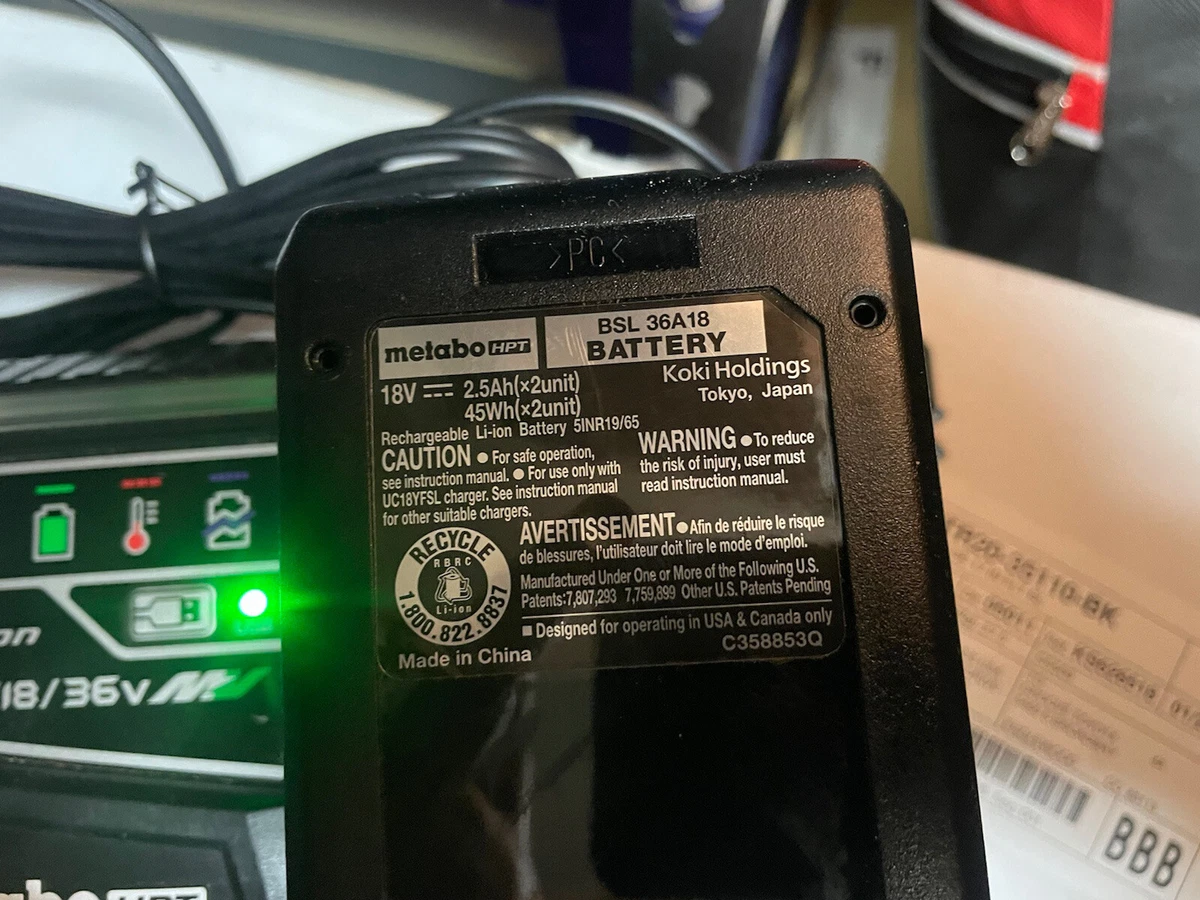 >PC<
metabo HPT
BSL 36A18
BATTERY
Koki Holdings
Tokyo, Japan
18V 2.5Ah(×2unit)
45Wh(×2unit)
Rechargeable Li-ion Battery 5INR19/65
CAUTION ● For safe operation,
see instruction manual. ● For use only with
UC18YFSL charger. See instruction manual
for other suitable chargers.
WARNING ●To reduce
the risk of injury, user must
read instruction manual.
AVERTISSEMENT●Afin de réduire le risque
de blessures, l'utilisateur doit lire le mode d'emploi.
RECYCLE
RBRC
Li-ion
1.800.822.8837
Manufactured Under One or More of the Following U.S.
Patents:7,807,293 7,759,899 Other U.S. Patents Pending
■ Designed for operating in USA & Canada only
C358853Q
Made in China
on
/18/36V MV
HPT
BBB